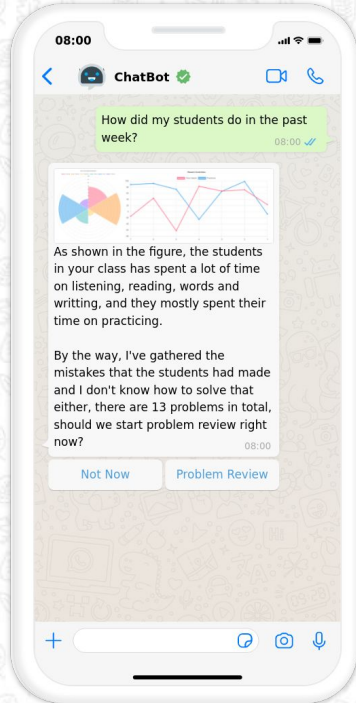 08:00
ChatBot
How did my students do in the past
week?
08:00
As shown in the figure, the students
in your class has spent a lot of time
on listening, reading, words and
writting, and they mostly spent their
time on practicing.
By the way, I've gathered the
mistakes that the students had made
and I don't know how to solve that
either, there are 13 problems in total,
should we start problem review right
now?
08:00
Not Now
Problem Review